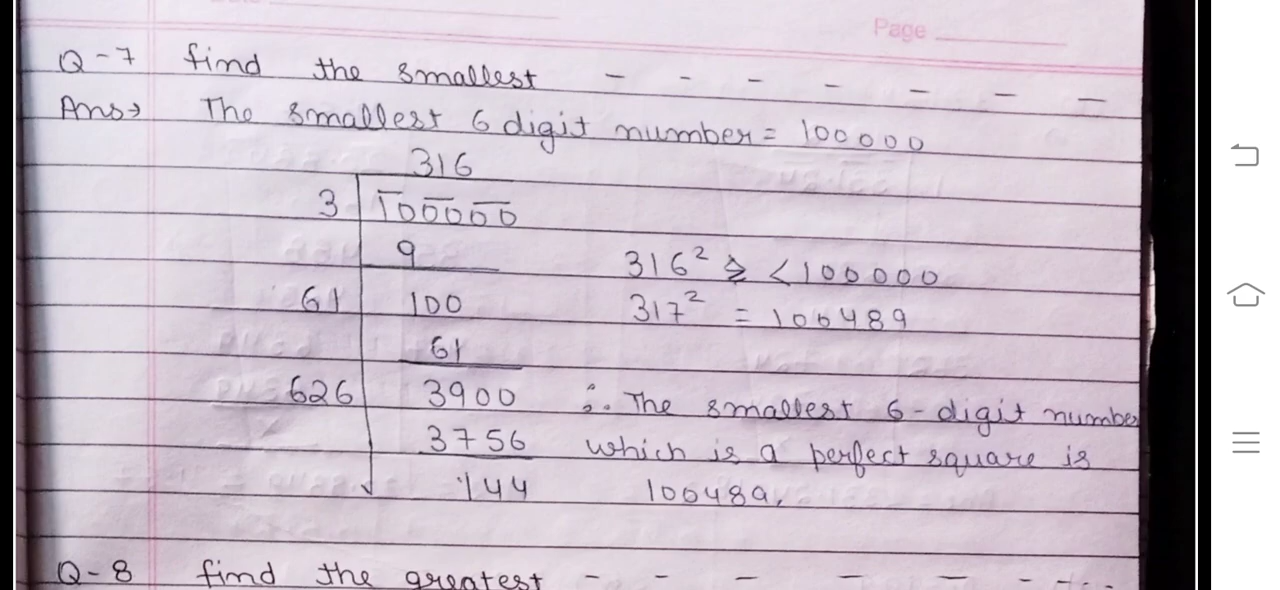 Page
Q-7 find the smallest - - - - - - -
Ans→ The smallest 6 digit number = 100000
316
3 100000
9
316² ≥ < 100000
61 100
317² = 100489
61
626 3900
∴ The smallest 6-digit number
3756
which is a perfect square is
144
100489.
Q-8 find the greatest - - - - - - - - -